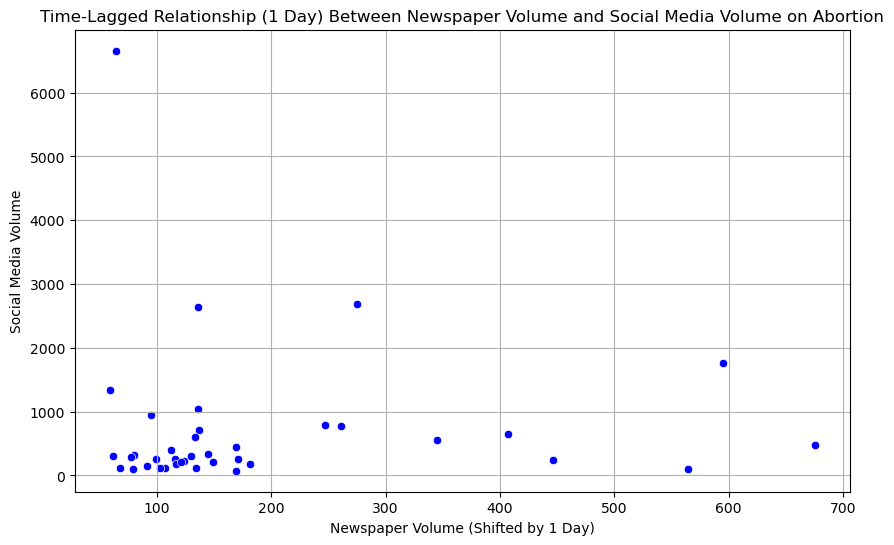 Time-Lagged Relationship (1 Day) Between Newspaper Volume and Social Media Volume on Abortion
6000
5000
4000
3000
2000
1000
0
Social Media Volume
100 200 300 400 500 600 700
Newspaper Volume (Shifted by 1 Day)